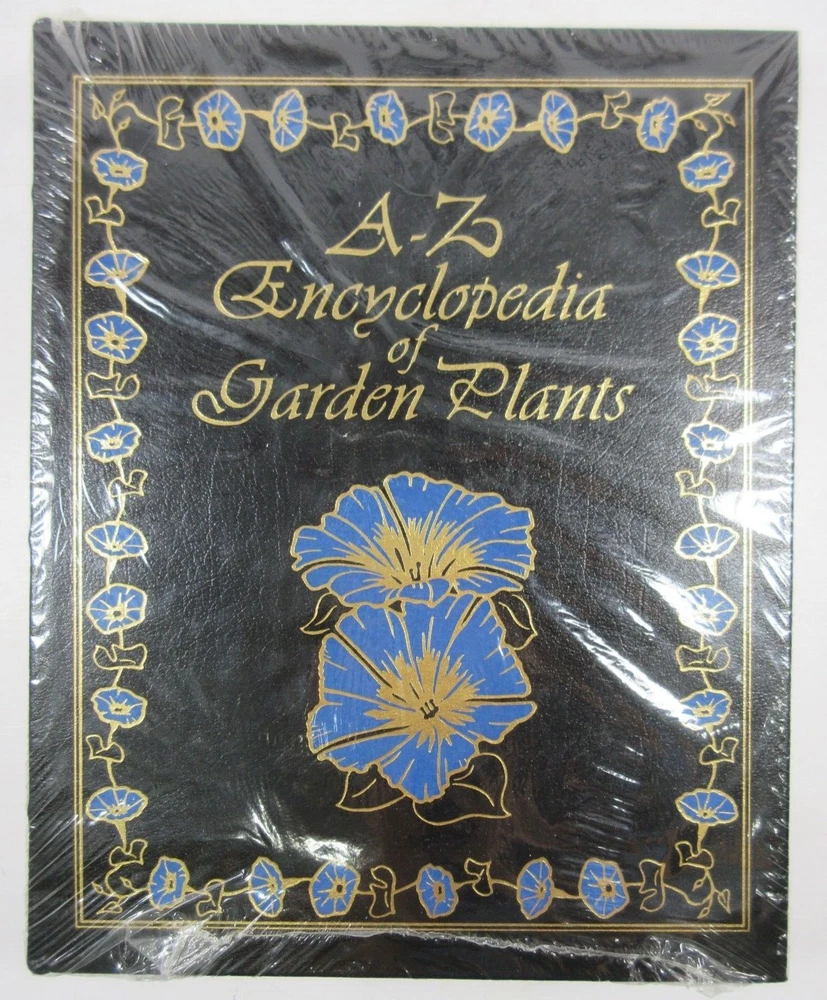 A-Z
Encyclopedia
of
Garden Plants